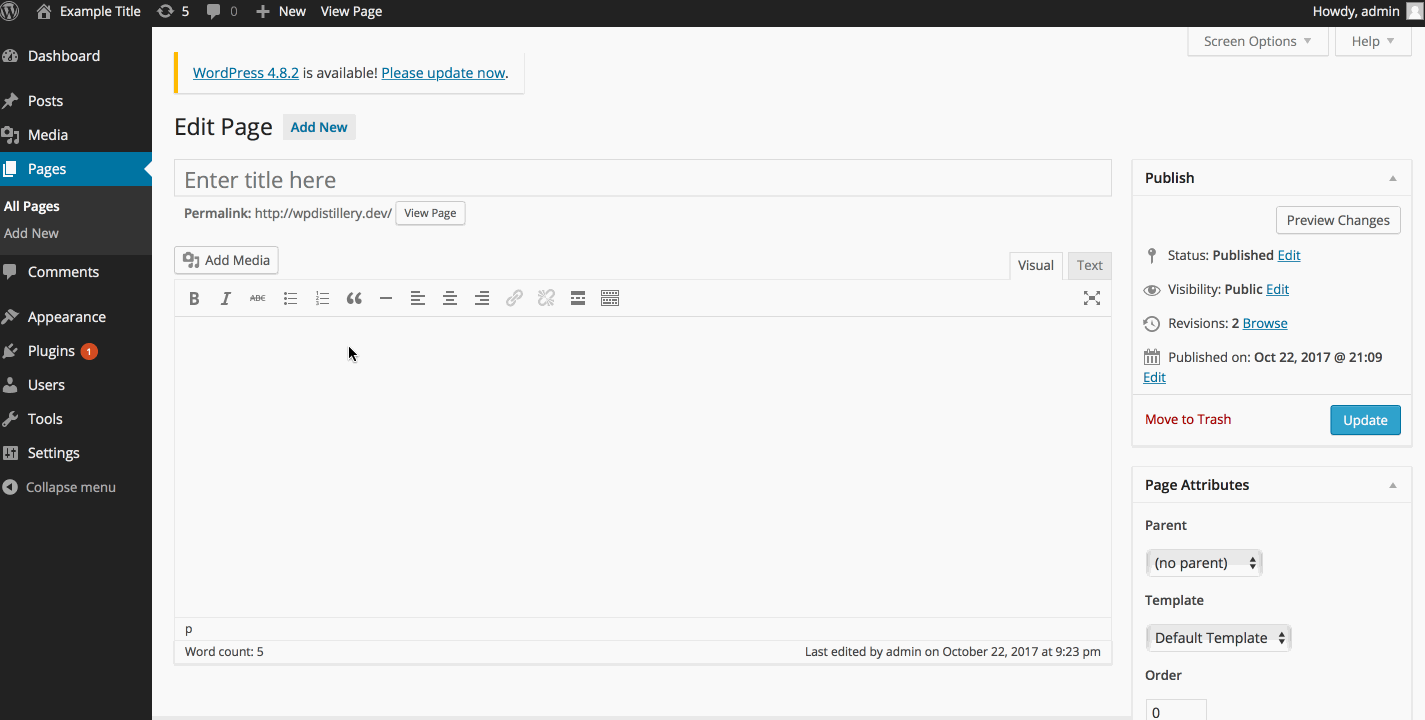 Example Title 5 0 New View Page Howdy, admin
Screen Options Help
Dashboard
Posts
Media
Pages
All Pages
Add New
Comments
Appearance
Plugins 1
Users
Tools
Settings
Collapse menu
WordPress 4.8.2 is available! Please update now.
Edit Page Add New
Enter title here
Permalink: http://wpdistillery.dev/ View Page
Add Media
Visual Text
B I ABC
p
Word count: 5 Last edited by admin on October 22, 2017 at 9:23 pm
Publish
Preview Changes
Status: Published Edit
Visibility: Public Edit
Revisions: 2 Browse
Published on: Oct 22, 2017 @ 21:09
Edit
Move to Trash Update
Page Attributes
Parent
(no parent)
Template
Default Template
Order
0